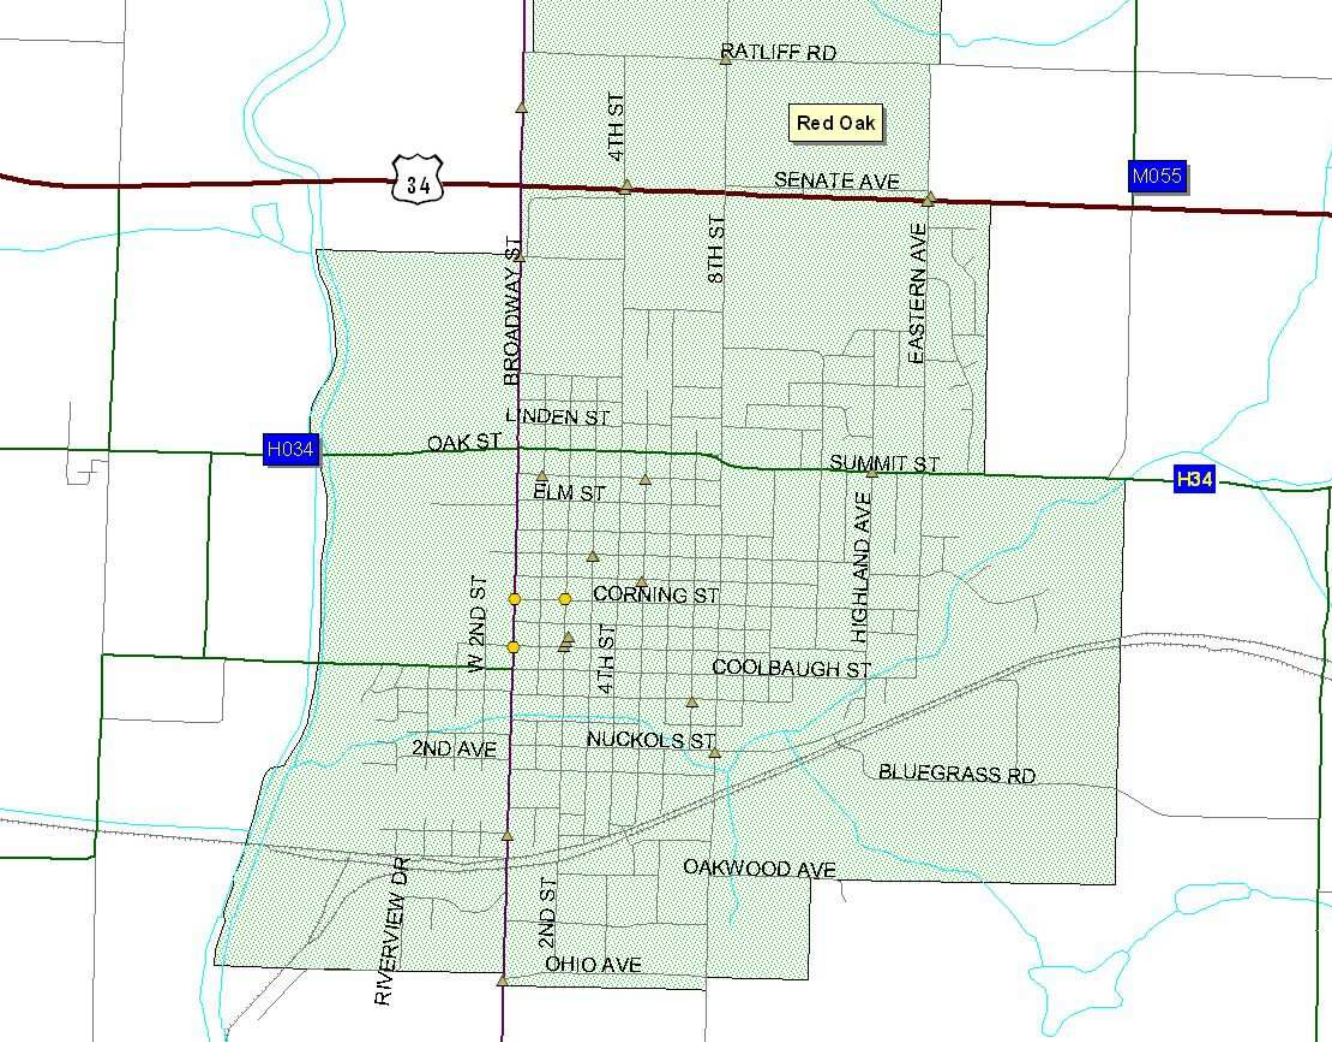 RATLIFF RD
4TH ST
Red Oak
34
SENATE AVE
M055
8TH ST
EASTERN AVE
BROADWAY ST
LINDEN ST
OAK ST
H034
SUMMIT ST
H34
ELM ST
HIGHLAND AVE
CORNING ST
W 2ND ST
4TH ST
COOLBAUGH ST
2ND AVE
NUCKOLS ST
BLUEGRASS RD
OAKWOOD AVE
RIVERVIEW DR
2ND ST
OHIO AVE